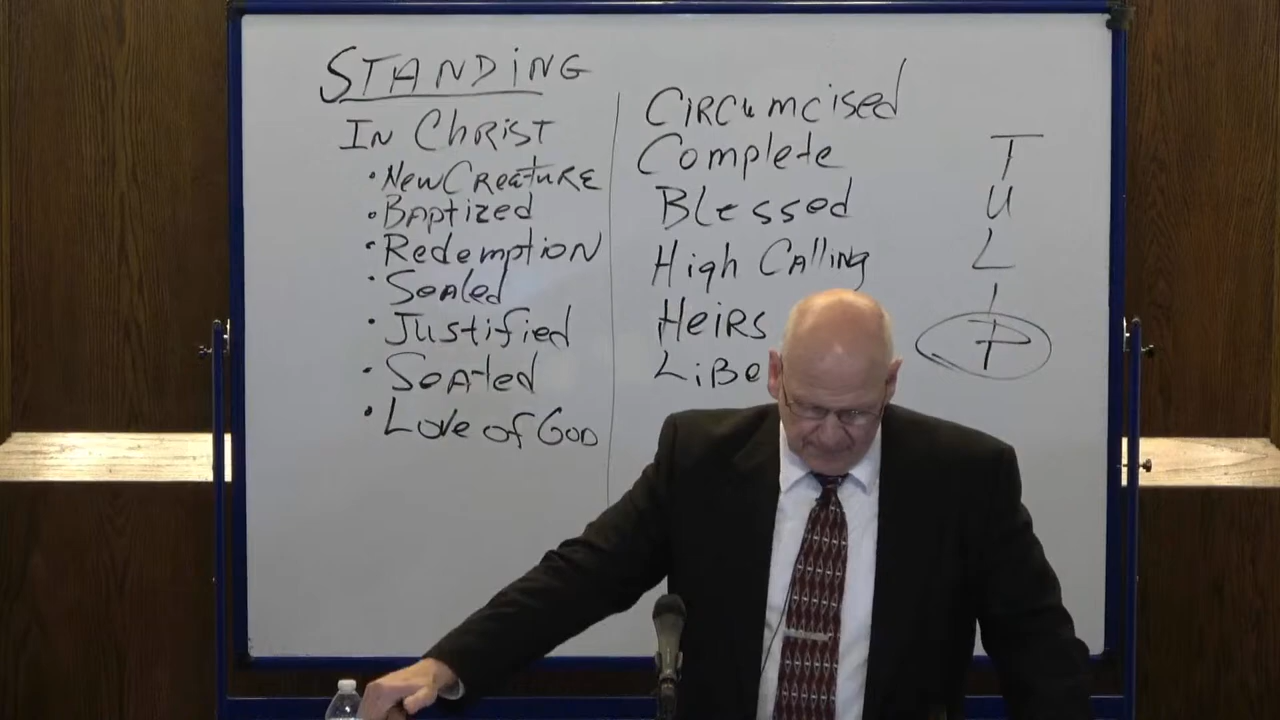 STANDING
IN CHRIST
• New Creature
• Baptized
• Redemption
• Sealed
• Justified
• Seated
• Love of God
Circumcised
Complete
Blessed
High Calling
Heirs
T
U
L
I
P